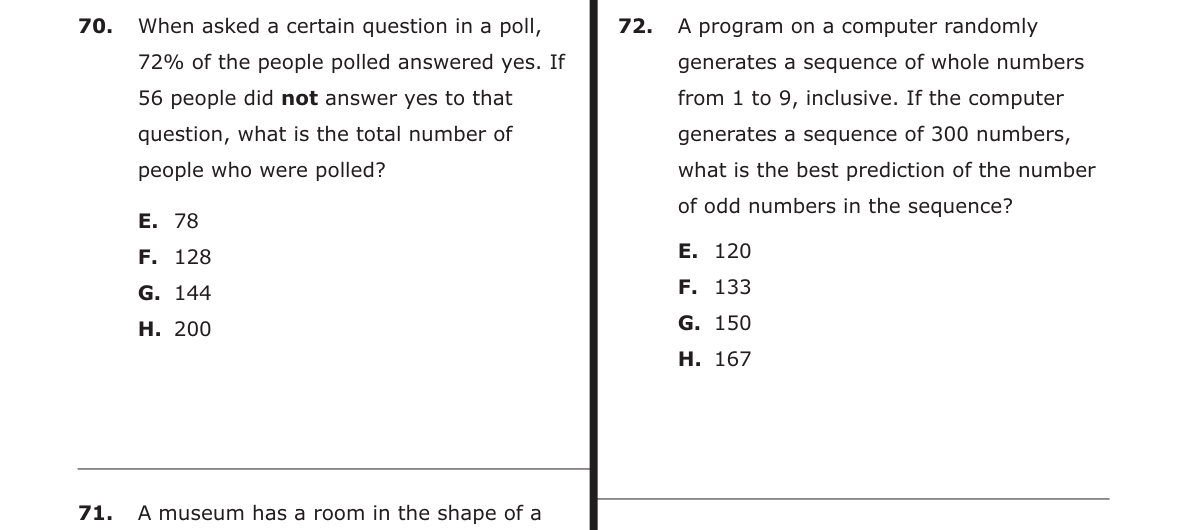 70. When asked a certain question in a poll,
72% of the people polled answered yes. If
56 people did not answer yes to that
question, what is the total number of
people who were polled?
E. 78
F. 128
G. 144
H. 200
71. A museum has a room in the shape of a
72. A program on a computer randomly
generates a sequence of whole numbers
from 1 to 9, inclusive. If the computer
generates a sequence of 300 numbers,
what is the best prediction of the number
of odd numbers in the sequence?
E. 120
F. 133
G. 150
H. 167